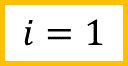 i = 1